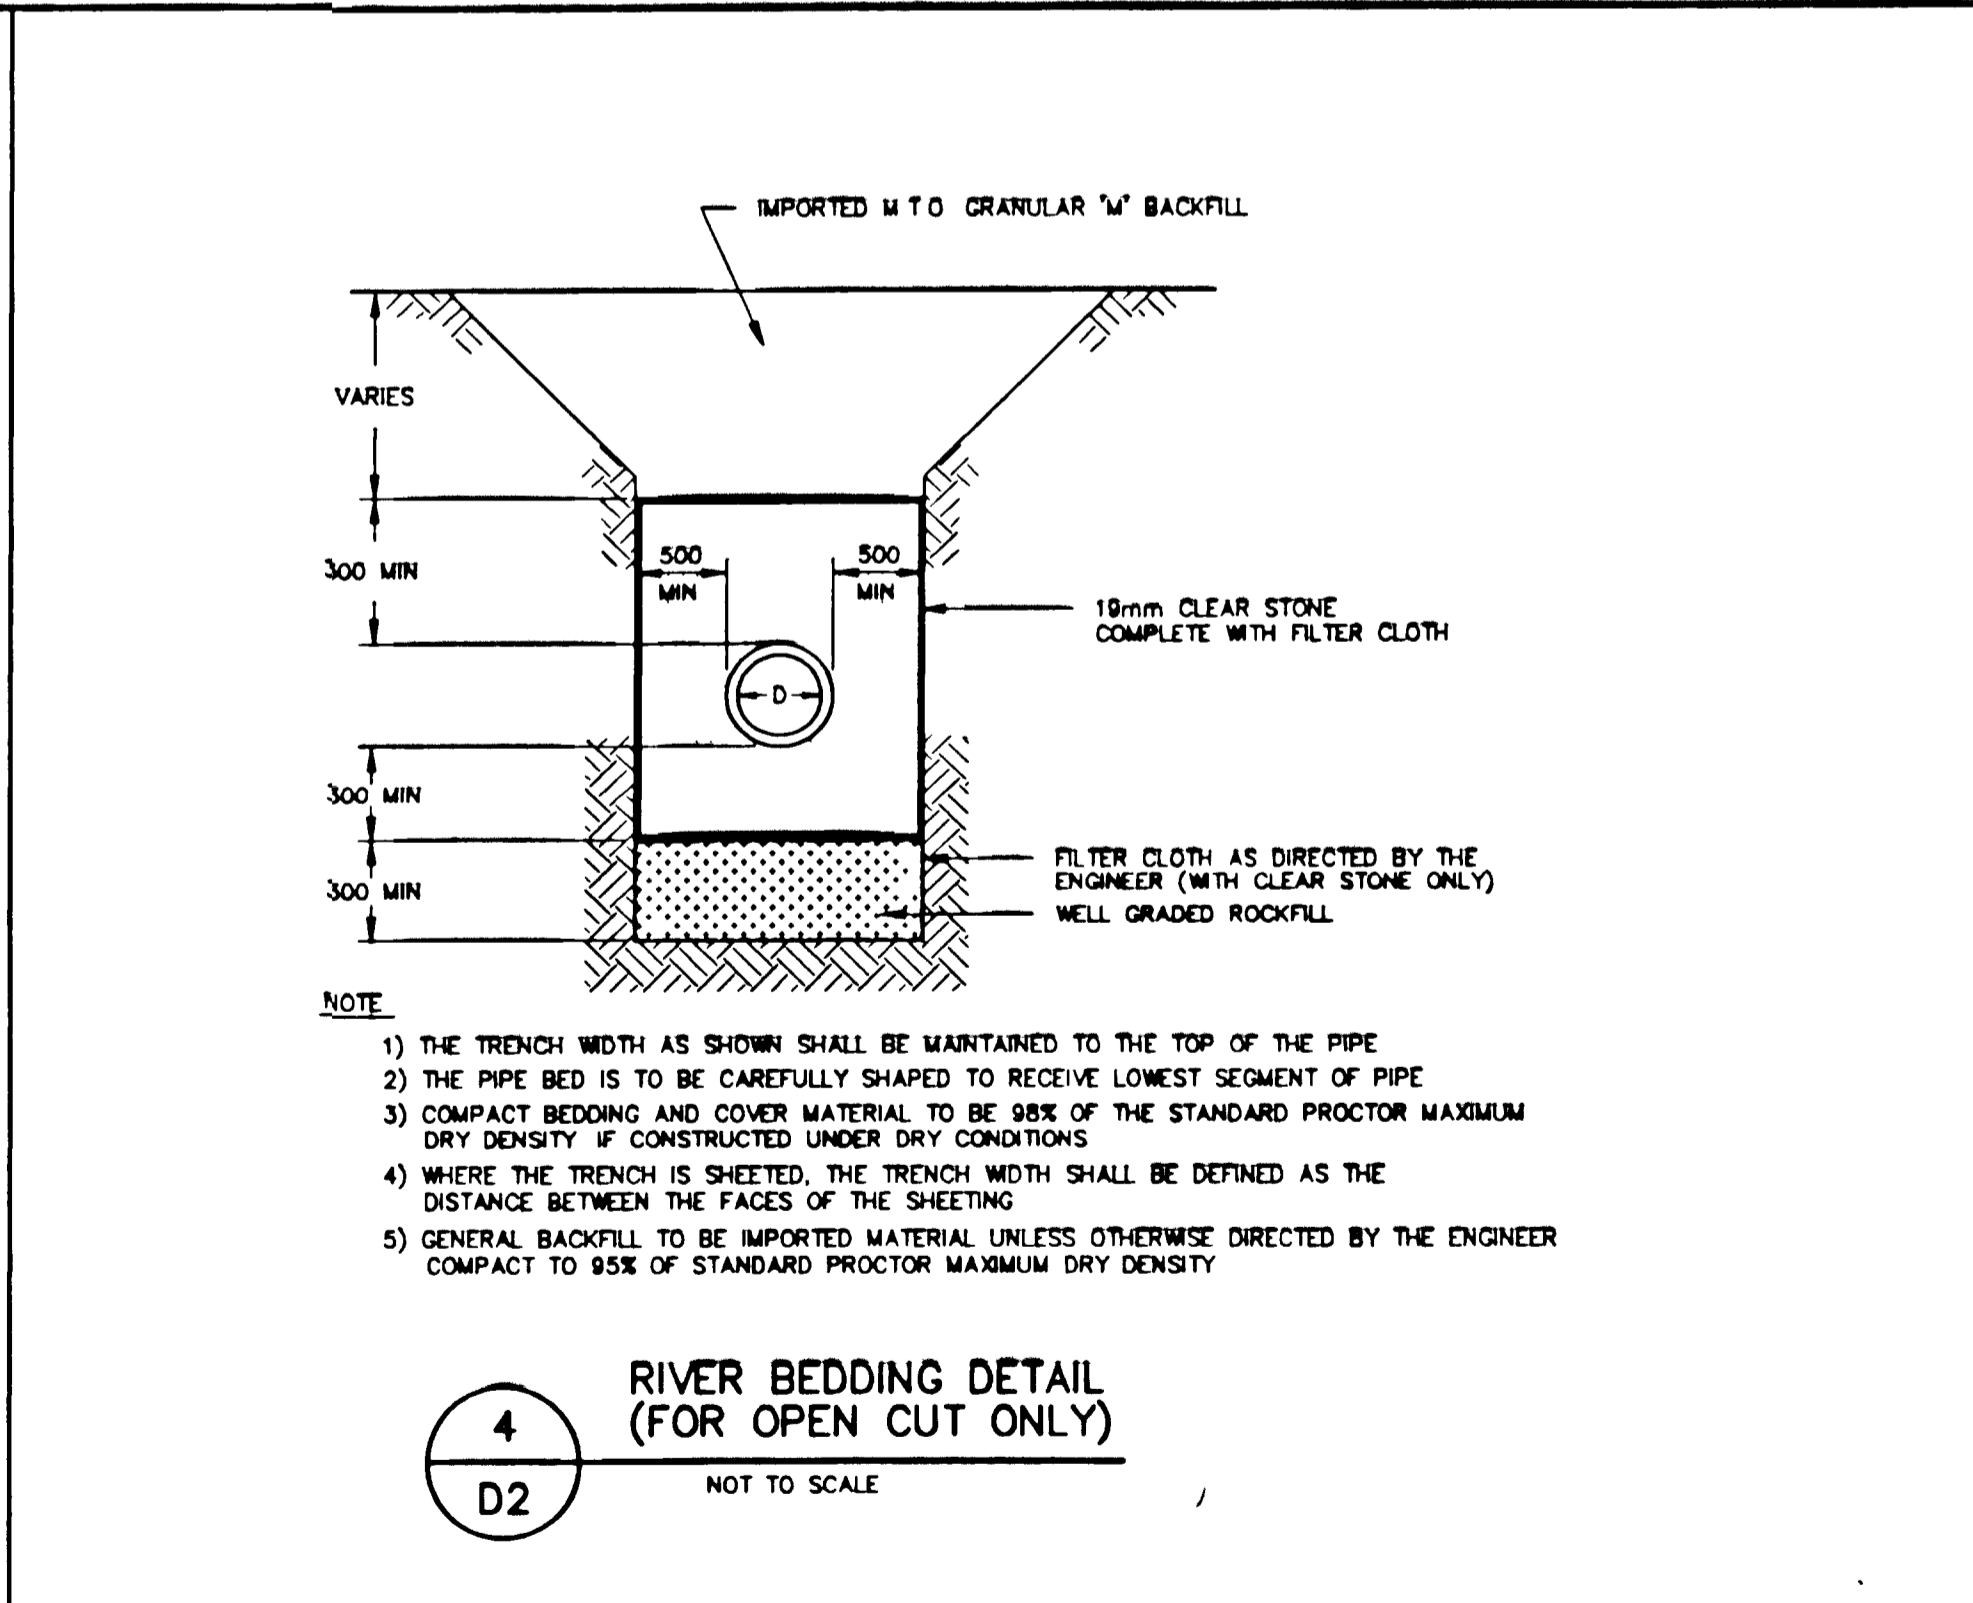 IMPORTED M T O GRANULAR 'M' BACKFILL
VARIES
300 MIN
500
MIN
500
MIN
19mm CLEAR STONE
COMPLETE WITH FILTER CLOTH
D
300 MIN
FILTER CLOTH AS DIRECTED BY THE
ENGINEER (WITH CLEAR STONE ONLY)
300 MIN
WELL GRADED ROCKFILL
NOTE
1) THE TRENCH WIDTH AS SHOWN SHALL BE MAINTAINED TO THE TOP OF THE PIPE
2) THE PIPE BED IS TO BE CAREFULLY SHAPED TO RECEIVE LOWEST SEGMENT OF PIPE
3) COMPACT BEDDING AND COVER MATERIAL TO BE 98% OF THE STANDARD PROCTOR MAXIMUM
DRY DENSITY IF CONSTRUCTED UNDER DRY CONDITIONS
4) WHERE THE TRENCH IS SHEETED, THE TRENCH WIDTH SHALL BE DEFINED AS THE
DISTANCE BETWEEN THE FACES OF THE SHEETING
5) GENERAL BACKFILL TO BE IMPORTED MATERIAL UNLESS OTHERWISE DIRECTED BY THE ENGINEER
COMPACT TO 95% OF STANDARD PROCTOR MAXIMUM DRY DENSITY
RIVER BEDDING DETAIL
(FOR OPEN CUT ONLY)
4
D2
NOT TO SCALE